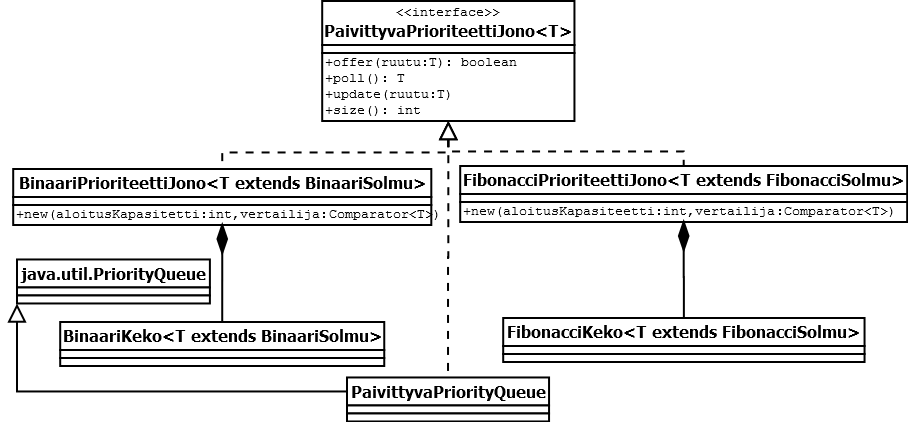 <<interface>>
PaivittyvaPrioriteettiJono<T>
+offer(ruutu:T): boolean
+poll(): T
+update(ruutu:T)
+size(): int
BinaariPrioriteettiJono<T extends BinaariSolmu>
+new(aloitusKapasitetti:int,vertailija:Comparator<T>)
FibonacciPrioriteettiJono<T extends FibonacciSolmu>
+new(aloitusKapasiteetti:int,vertailija:Comparator<T>)
java.util.PriorityQueue
BinaariKeko<T extends BinaariSolmu>
FibonacciKeko<T extends FibonacciSolmu>
PaivittyvaPriorityQueue